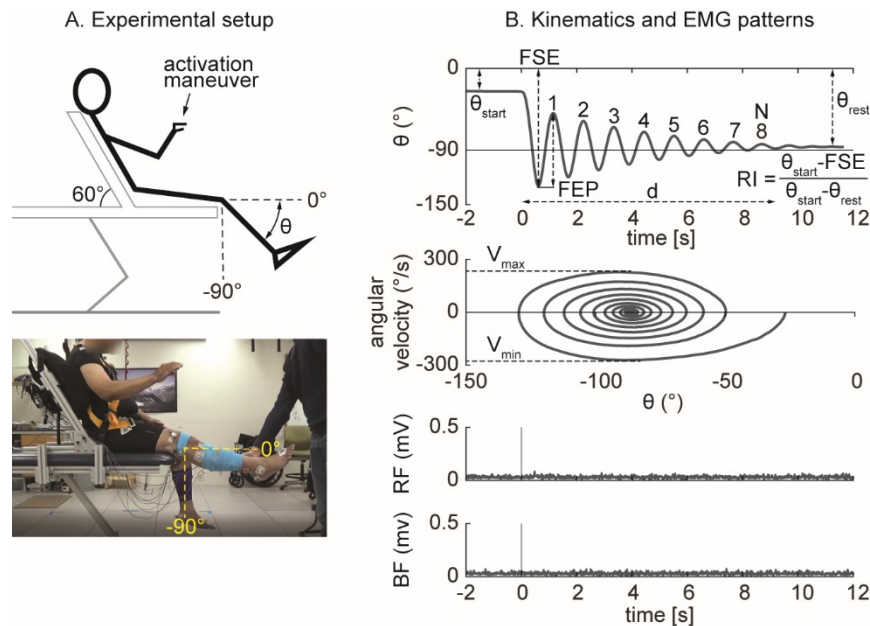 A. Experimental setup
activation
maneuver
60°
0°
θ
-90°
0°
-90°
B. Kinematics and EMG patterns
0
-90
-150
θ (°)
FSE
θstart
1
2
3
4
5
6
7
N
8
θrest
FEP
d
RI = θstart-FSE
θstart-θrest
-2
0
2
4
6
8
10
12
time [s]
300
0
-300
angular
velocity (°/s)
Vmax
Vmin
-150
-100
-50
0
θ (°)
0.5
0
RF (mV)
0.5
0
BF (mv)
-2
0
2
4
6
8
10
12
time [s]